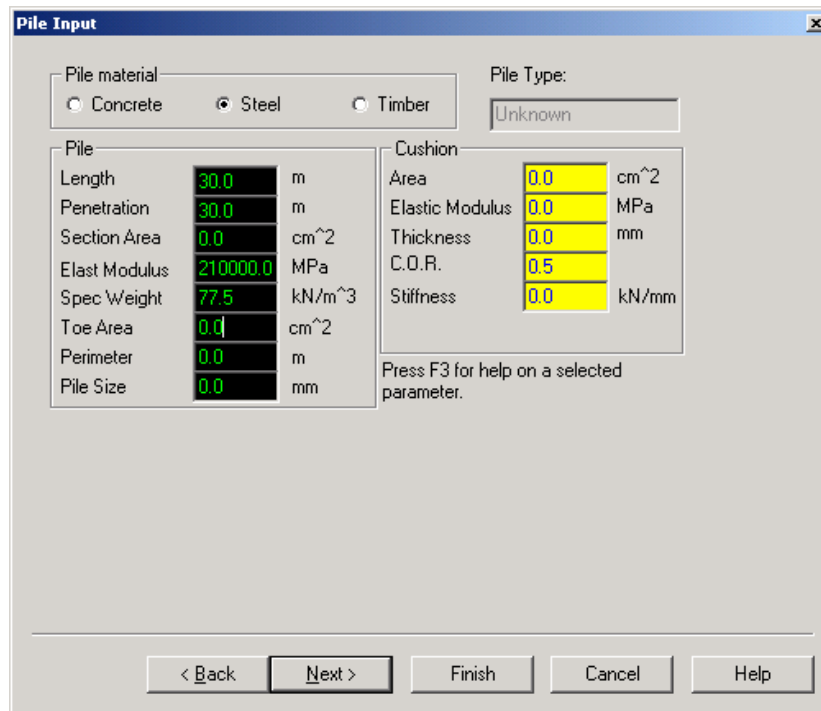 Pile Input
Pile material
Concrete
Steel
Timber
Pile Type:
Unknown
Pile
Length 30.0 m
Penetration 30.0 m
Section Area 0.0 cm^2
Elast Modulus 210000.0 MPa
Spec Weight 77.5 kN/m^3
Toe Area 0.0 cm^2
Perimeter 0.0 m
Pile Size 0.0 mm
Cushion
Area 0.0 cm^2
Elastic Modulus 0.0 MPa
Thickness 0.0 mm
C.O.R. 0.5
Stiffness 0.0 kN/mm
Press F3 for help on a selected
parameter.
< Back
Next >
Finish
Cancel
Help